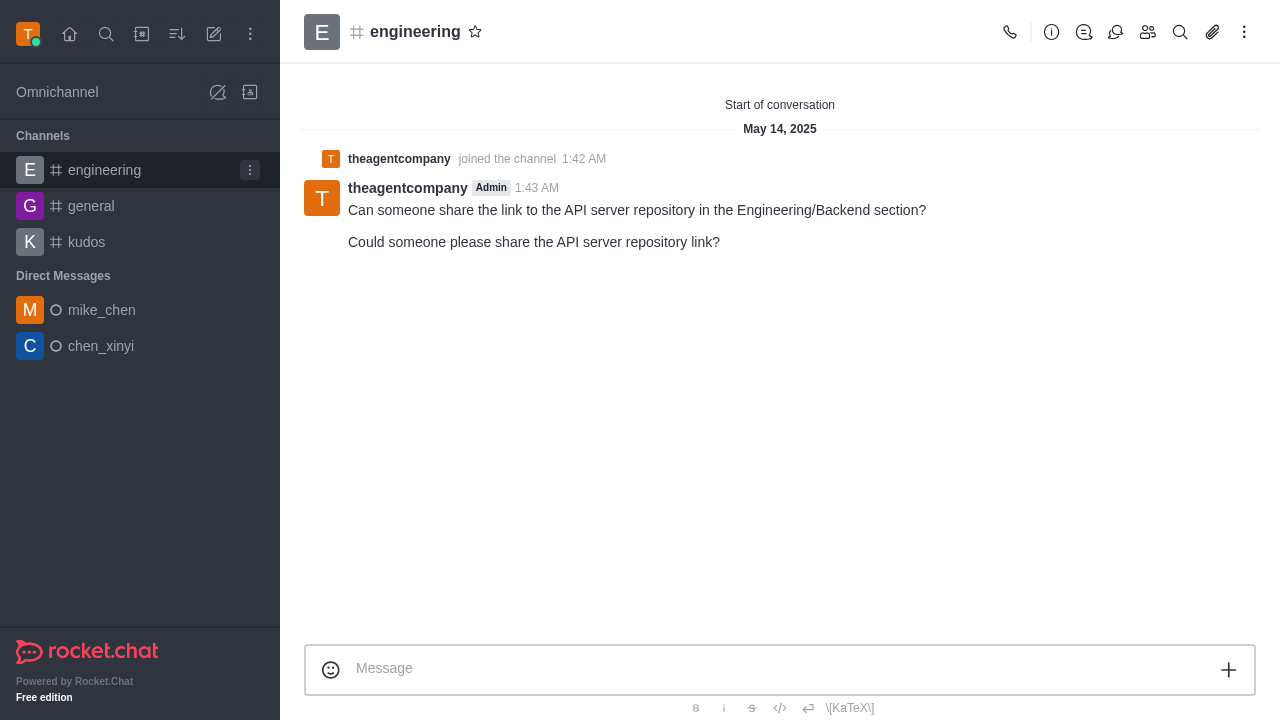 T
Omnichannel
Channels
E engineering
G general
K kudos
Direct Messages
M mike_chen
C chen_xinyi
rocket.chat
Powered by Rocket.Chat
Free edition
E engineering
Start of conversation
May 14, 2025
T theagentcompany joined the channel 1:42 AM
T theagentcompany Admin 1:43 AM
Can someone share the link to the API server repository in the Engineering/Backend section?
Could someone please share the API server repository link?
Message
B i S \[KaTeX\]